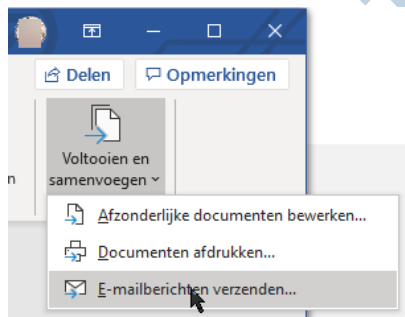 Delen
Opmerkingen
Voltooien en
samenvoegen
n
Afzonderlijke documenten bewerken...
Documenten afdrukken...
E-mailberichten verzenden...